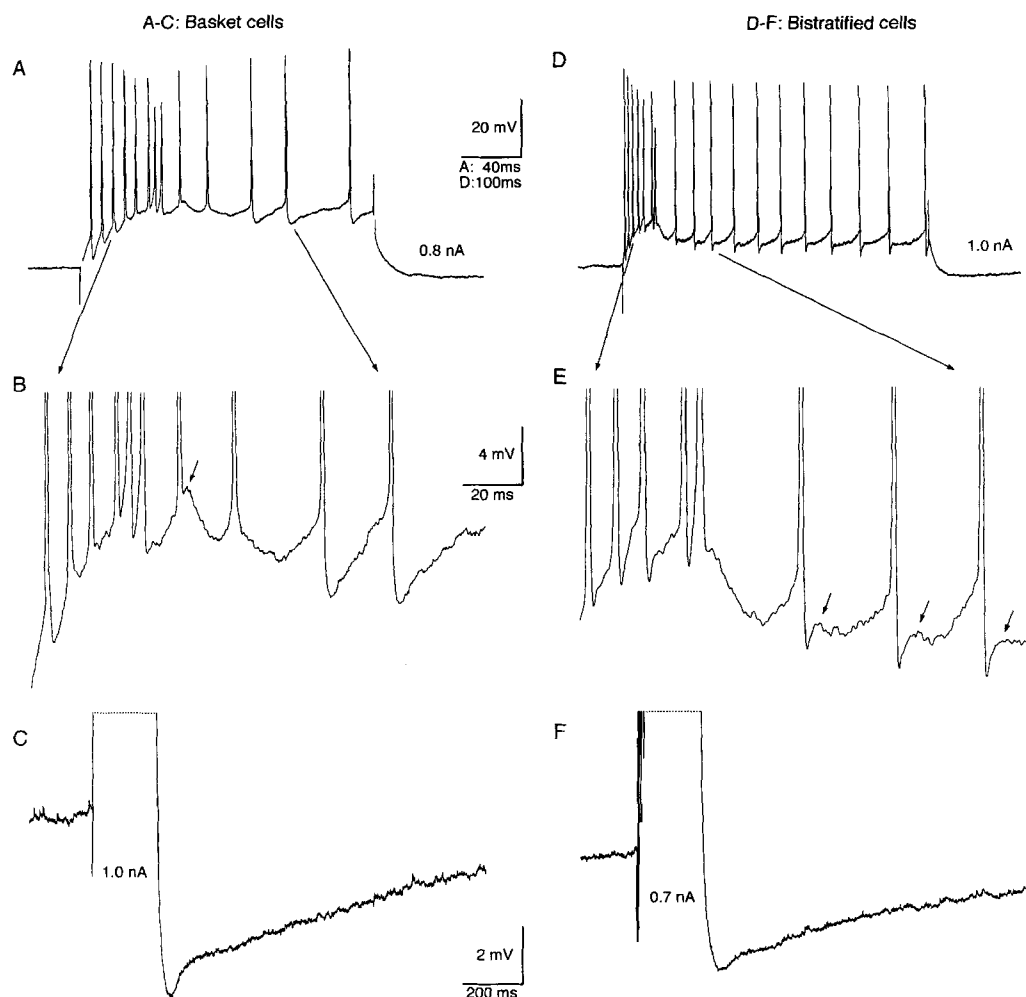 A-C: Basket cells
D-F: Bistratified cells
A
20 mV
A: 40ms
D:100ms
0.8 nA
D
1.0 nA
B
4 mV
20 ms
E
C
1.0 nA
2 mV
200 ms
F
0.7 nA